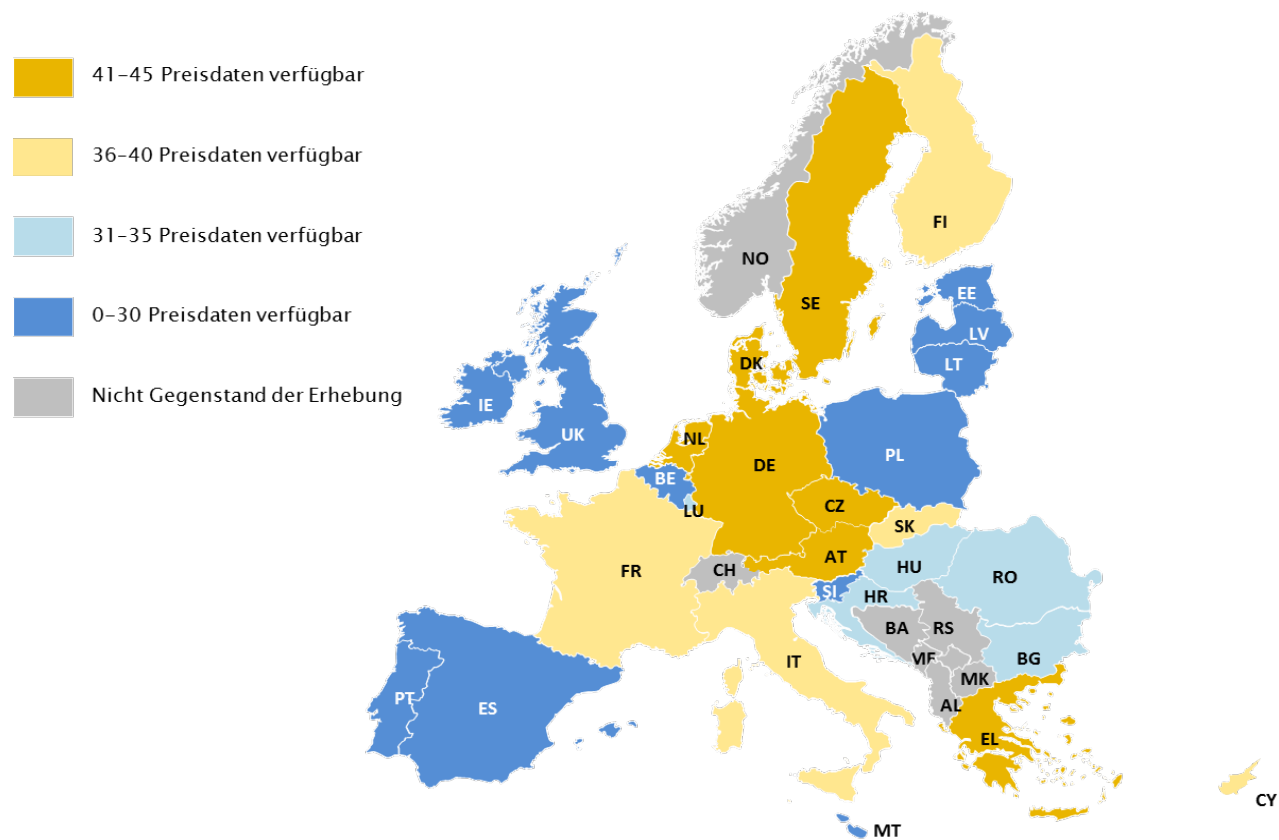 41–45 Preisdaten verfügbar
36–40 Preisdaten verfügbar
31–35 Preisdaten verfügbar
0–30 Preisdaten verfügbar
Nicht Gegenstand der Erhebung
FI
NO
SE
EE
LV
LT
DK
IE
UK
NL
DE
PL
BE
LU
CZ
SK
AT
FR
CH
HU
RO
SI
HR
BA
RS
IT
BG
MK
AL
PT
ES
EL
CY
MT